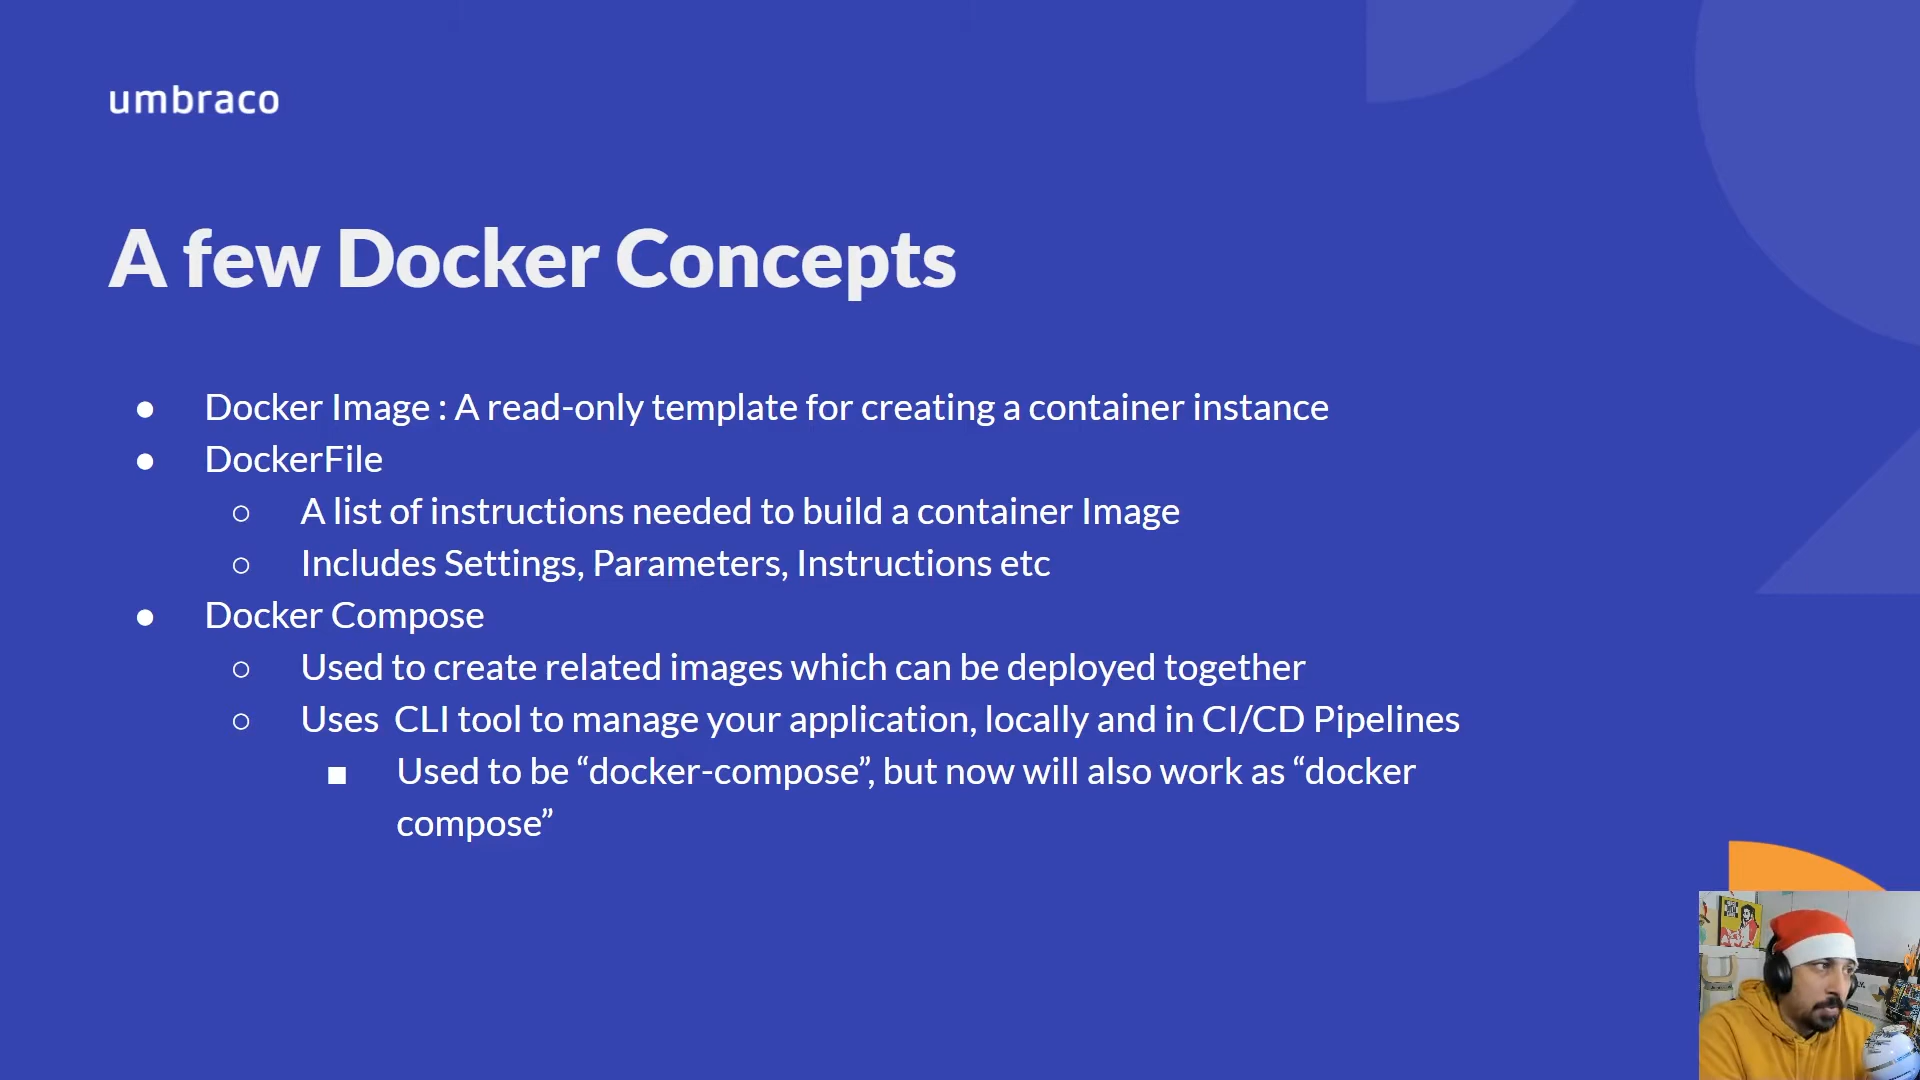 umbraco
A few Docker Concepts
● Docker Image : A read-only template for creating a container instance
● DockerFile
○ A list of instructions needed to build a container Image
○ Includes Settings, Parameters, Instructions etc
● Docker Compose
○ Used to create related images which can be deployed together
○ Uses  CLI tool to manage your application, locally and in CI/CD Pipelines
■ Used to be “docker-compose”, but now will also work as “docker
compose”